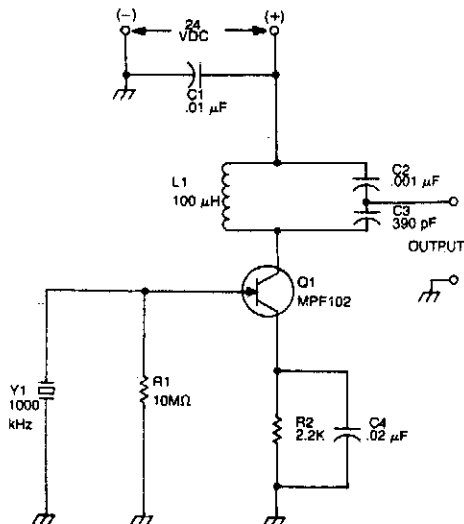 (-)
24
VDC
(+)
C1
.01 µF
L1
100 µH
C2
.001 µF
C3
390 pF
OUTPUT
Q1
MPF102
Y1
1000
kHz
R1
10MΩ
R2
2.2K
C4
.02 µF